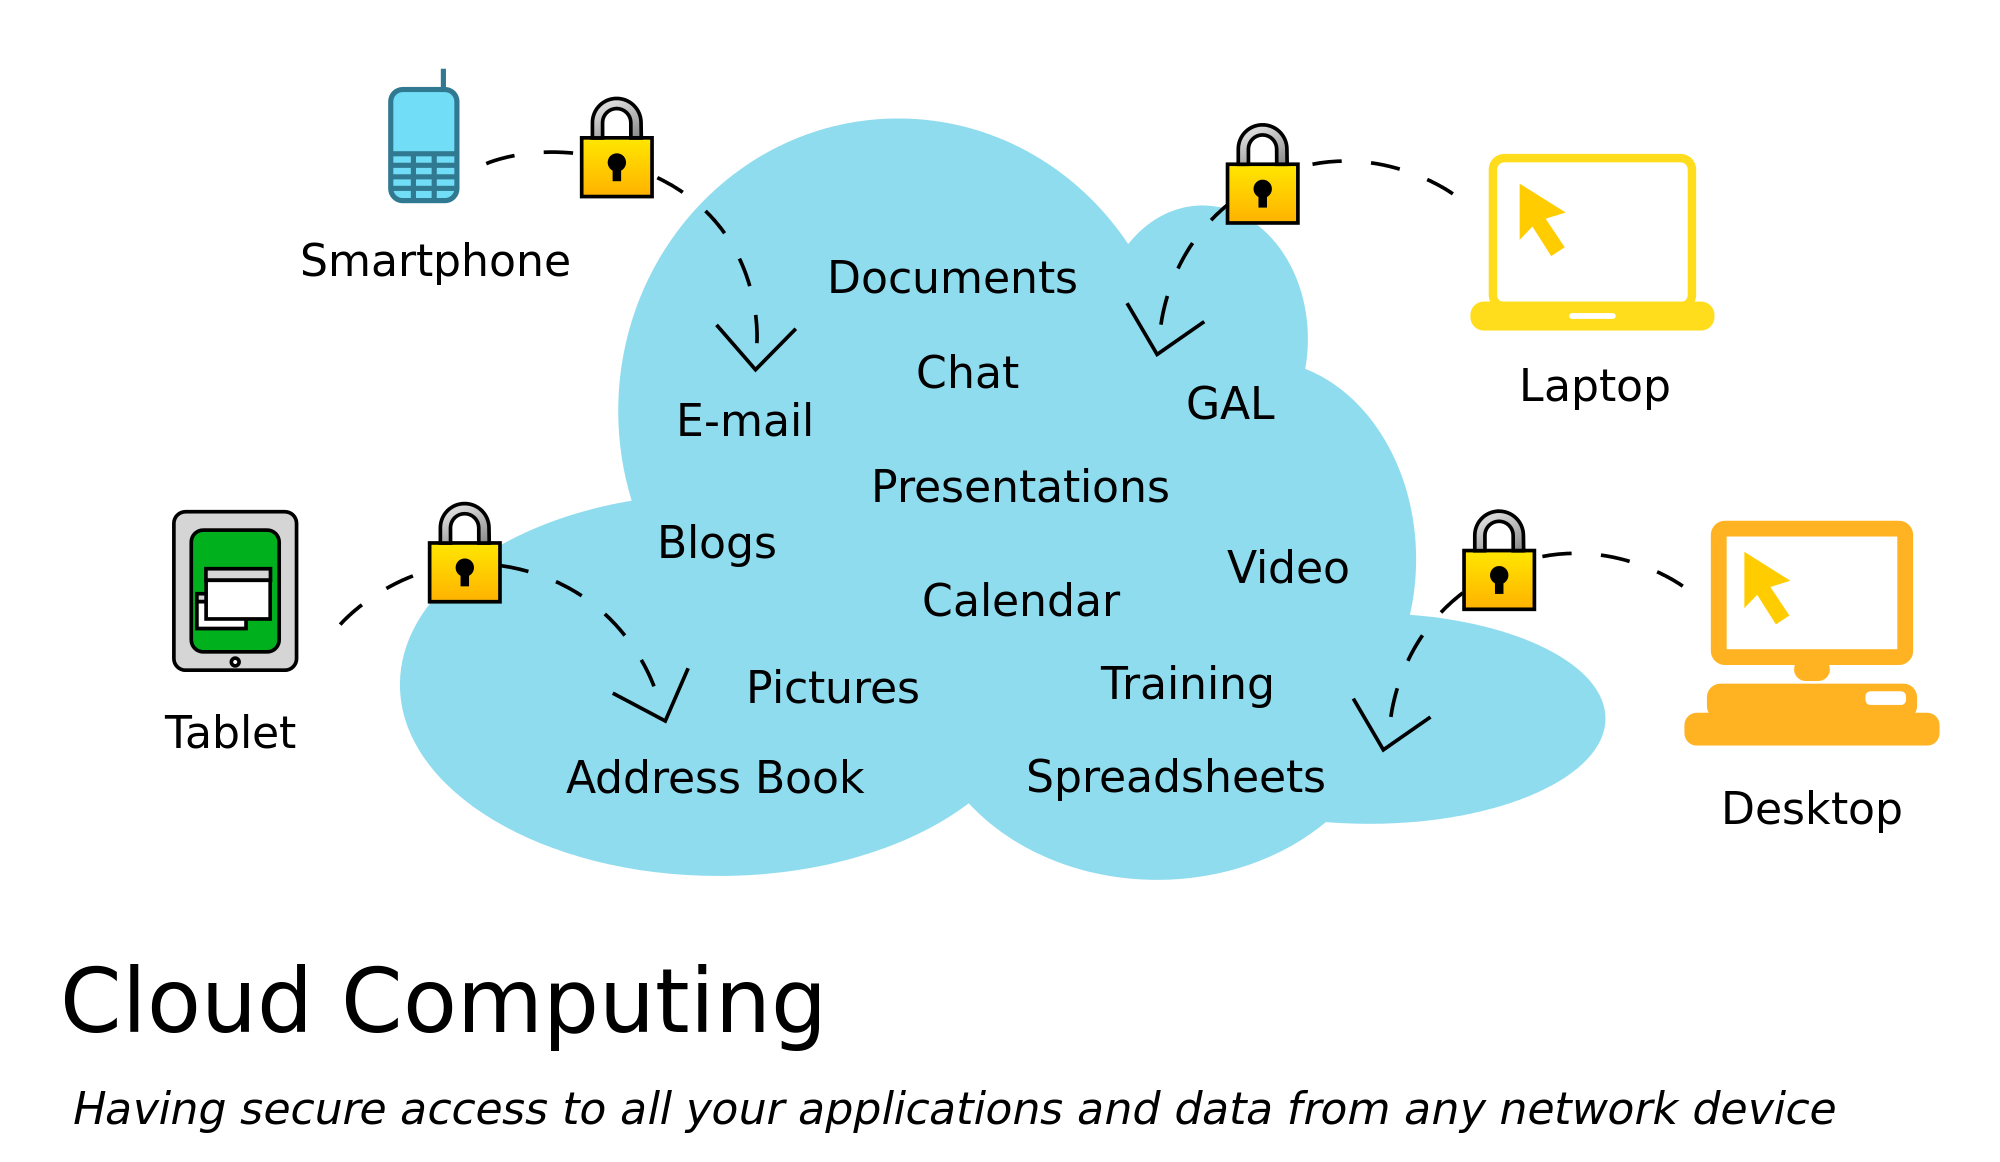 Smartphone
Documents
Chat
Laptop
GAL
E-mail
Presentations
Blogs
Video
Calendar
Training
Pictures
Tablet
Address Book
Spreadsheets
Desktop
Cloud Computing
Having secure access to all your applications and data from any network device